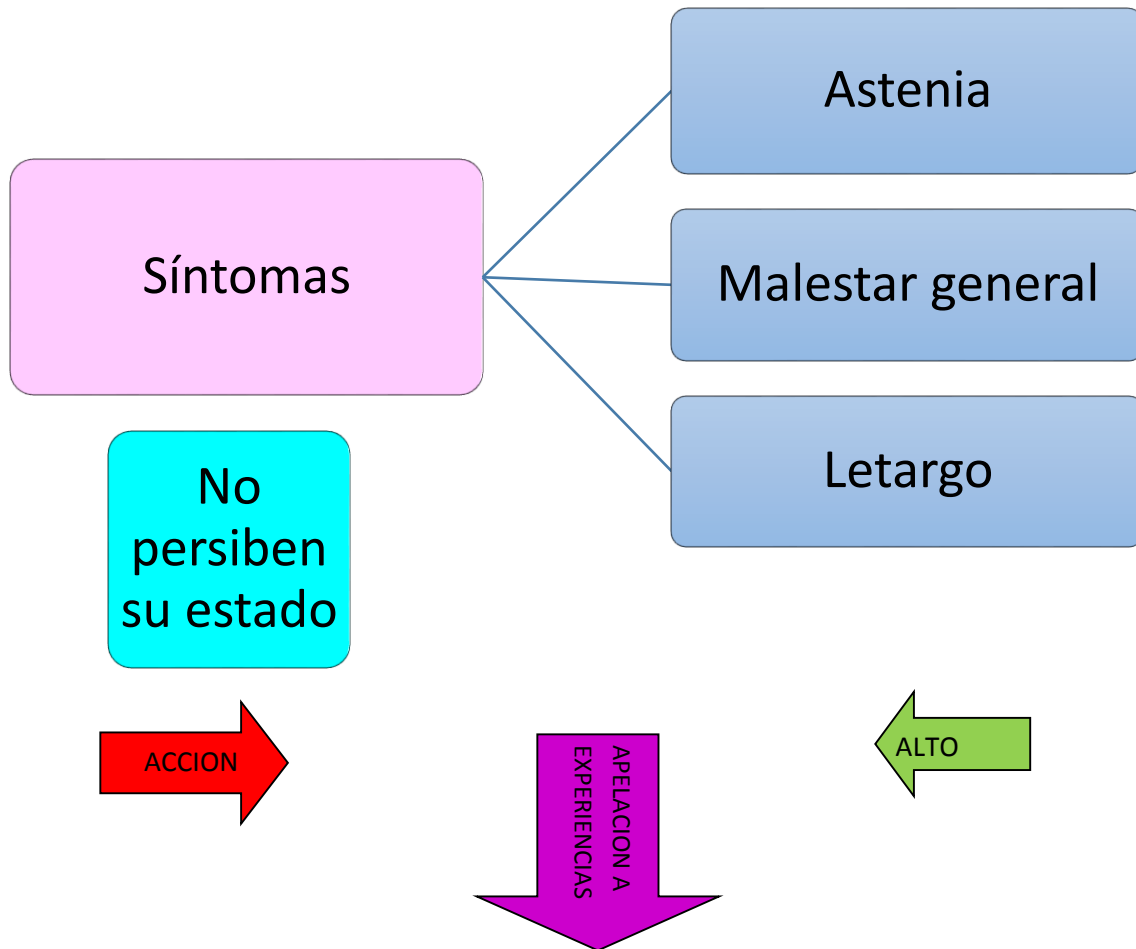 Astenia
Síntomas
Malestar general
Letargo
No
persiben
su estado
ACCION
APELACION A
EXPERIENCIAS
ALTO